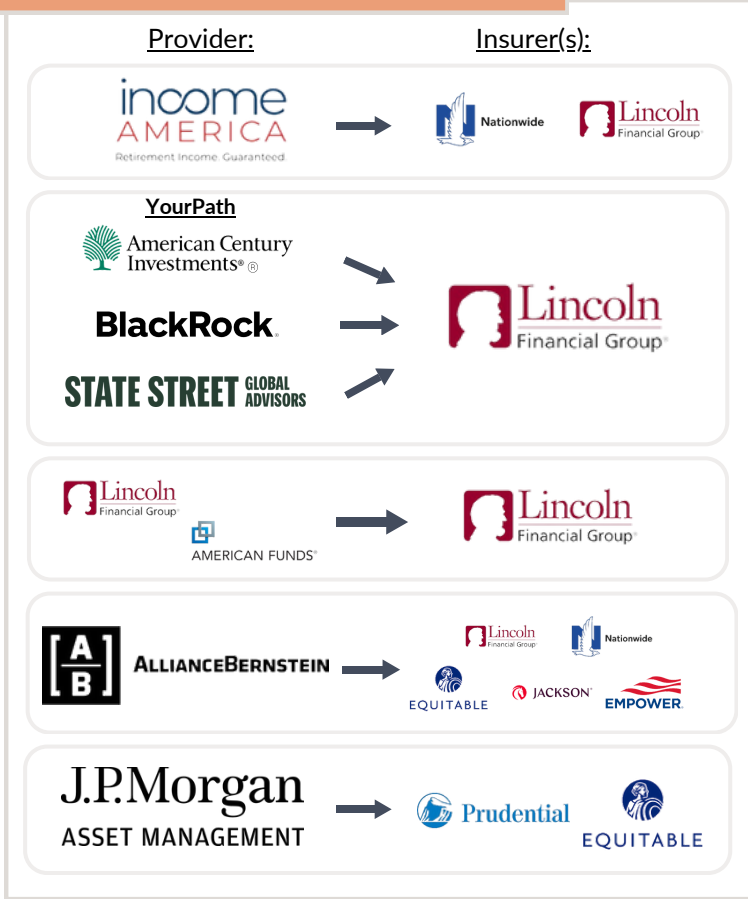 Provider:
Insurer(s):
income
AMERICA
Retirement Income. Guaranteed.
Nationwide
Lincoln
Financial Group®
YourPath
American Century
Investments® ®
BlackRock.
STATE STREET GLOBAL
ADVISORS
Lincoln
Financial Group®
Lincoln
Financial Group®
AMERICAN FUNDS®
Lincoln
Financial Group®
A
B
ALLIANCEBERNSTEIN
Lincoln
Financial Group®
Nationwide
EQUITABLE
JACKSON®
EMPOWER
J.P.Morgan
ASSET MANAGEMENT
Prudential
EQUITABLE